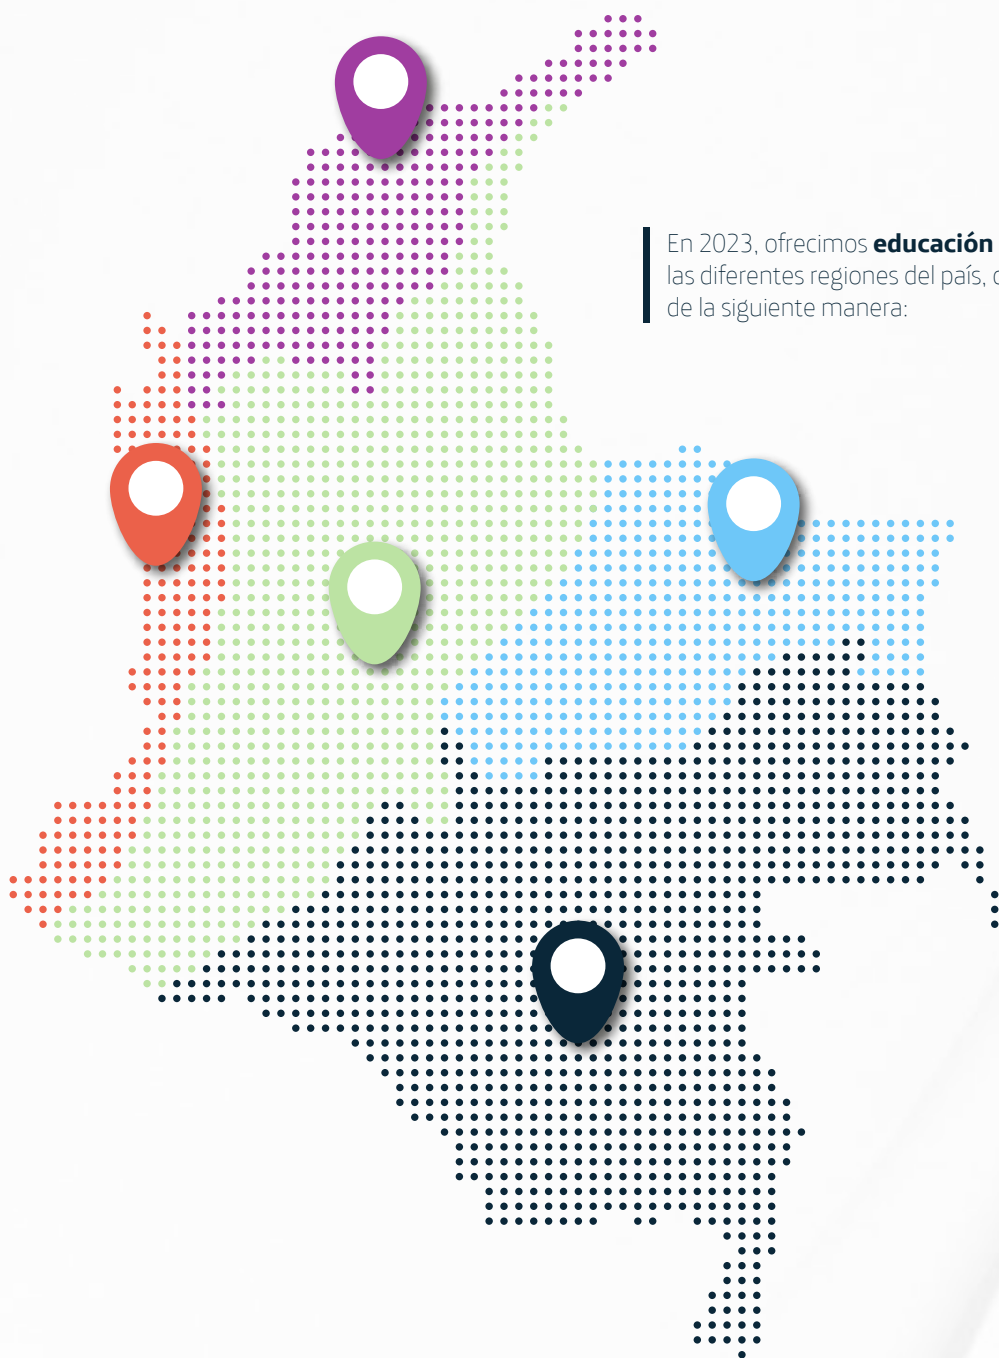 En 2023, ofrecimos educación
las diferentes regiones del país,
de la siguiente manera: